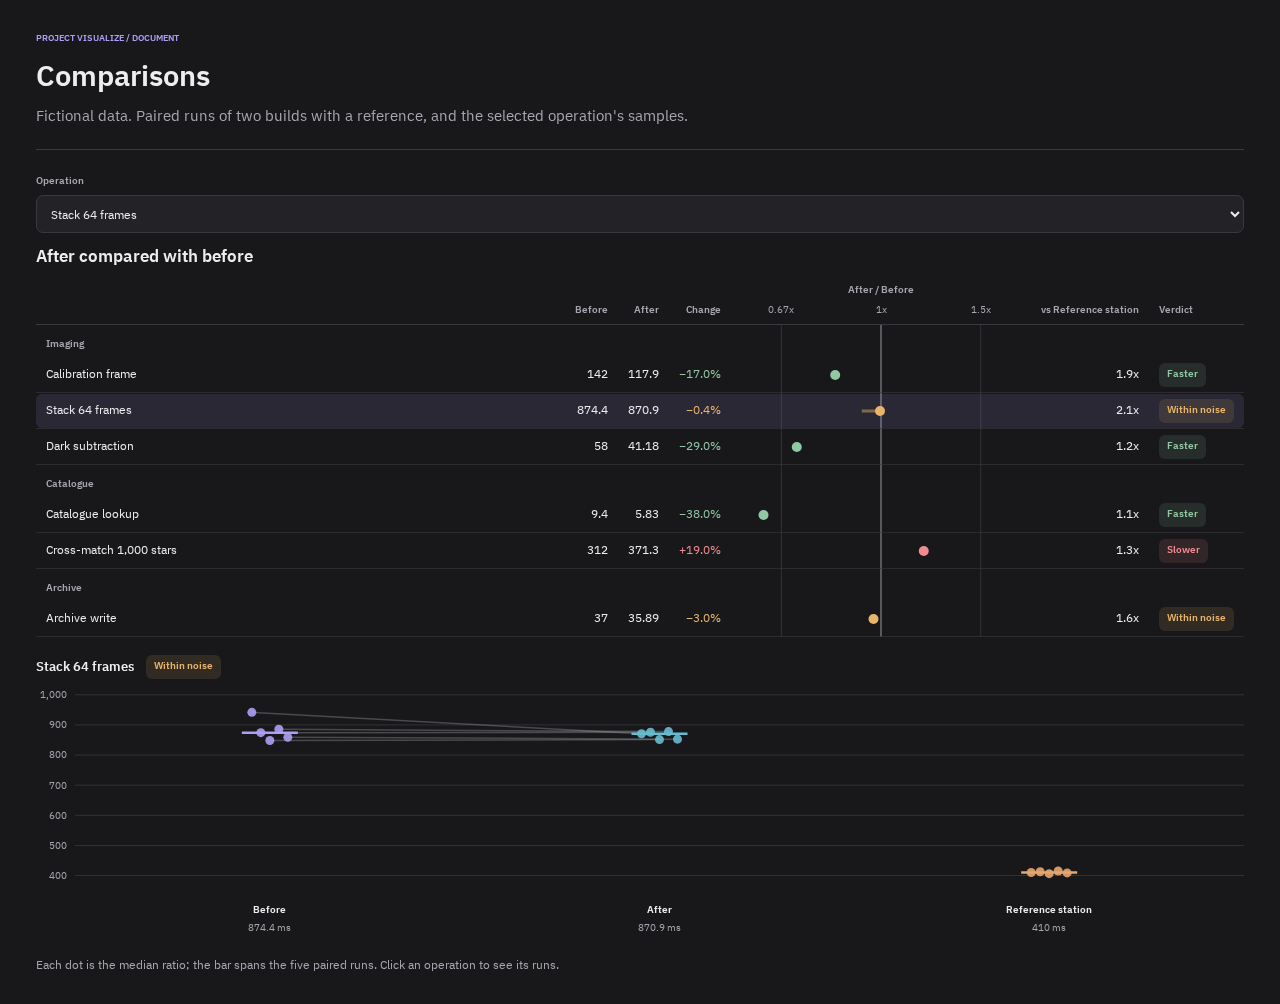 PROJECT VISUALIZE / DOCUMENT
Comparisons
Fictional data. Paired runs of two builds with a reference, and the selected operation's samples.
Operation
Stack 64 frames
After compared with before
After / Before
Before After Change 0.67x 1x 1.5x vs Reference station Verdict
Imaging
Calibration frame 142 117.9 −17.0% 1.9x Faster
Stack 64 frames 874.4 870.9 −0.4% 2.1x Within noise
Dark subtraction 58 41.18 −29.0% 1.2x Faster
Catalogue
Catalogue lookup 9.4 5.83 −38.0% 1.1x Faster
Cross-match 1,000 stars 312 371.3 +19.0% 1.3x Slower
Archive
Archive write 37 35.89 −3.0% 1.6x Within noise
Stack 64 frames Within noise
1,000
900
800
700
600
500
400
Before After Reference station
874.4 ms 870.9 ms 410 ms
Each dot is the median ratio; the bar spans the five paired runs. Click an operation to see its runs.